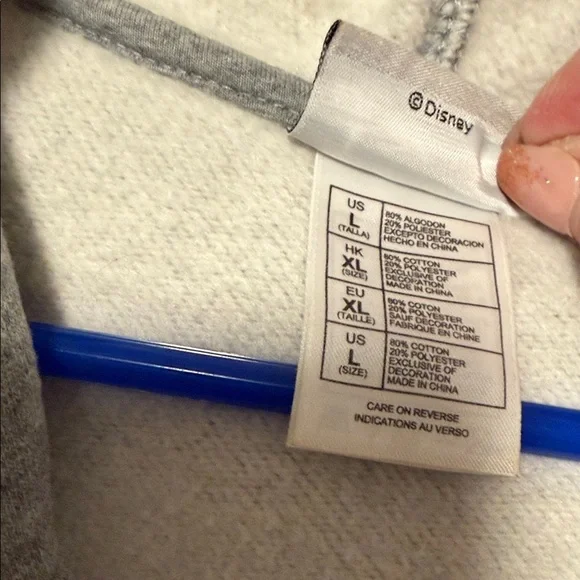 © Disney
US
L
(TALLA)
80% ALGODON
20% POLIESTER
EXCEPTO DECORACION
HECHO EN CHINA
HK
XL
(SIZE)
80% COTTON
20% POLYESTER
EXCLUSIVE OF
DECORATION
MADE IN CHINA
EU
XL
(TAILLE)
80% COTON
20% POLYESTER
SAUF DECORATION
FABRIQUE EN CHINE
US
L
(SIZE)
80% COTTON
20% POLYESTER
EXCLUSIVE OF
DECORATION
MADE IN CHINA
CARE ON REVERSE
INDICATIONS AU VERSO